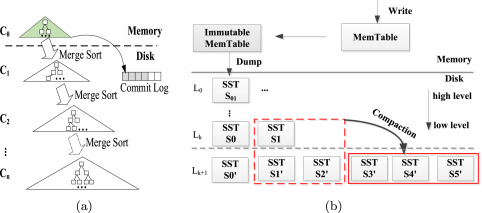 C0
Memory
Disk
Merge Sort
C1
Commit Log
Merge Sort
C2
...
Merge Sort
Cn
(a)
Write
Immutable
MemTable
MemTable
Dump
Memory
Disk
L0
SST
S01
...
high level
...
low level
Compaction
Lk
SST
S0
SST
S1
Lk+1
SST
S0'
SST
S1'
SST
S2'
SST
S3'
SST
S4'
SST
S5'
(b)